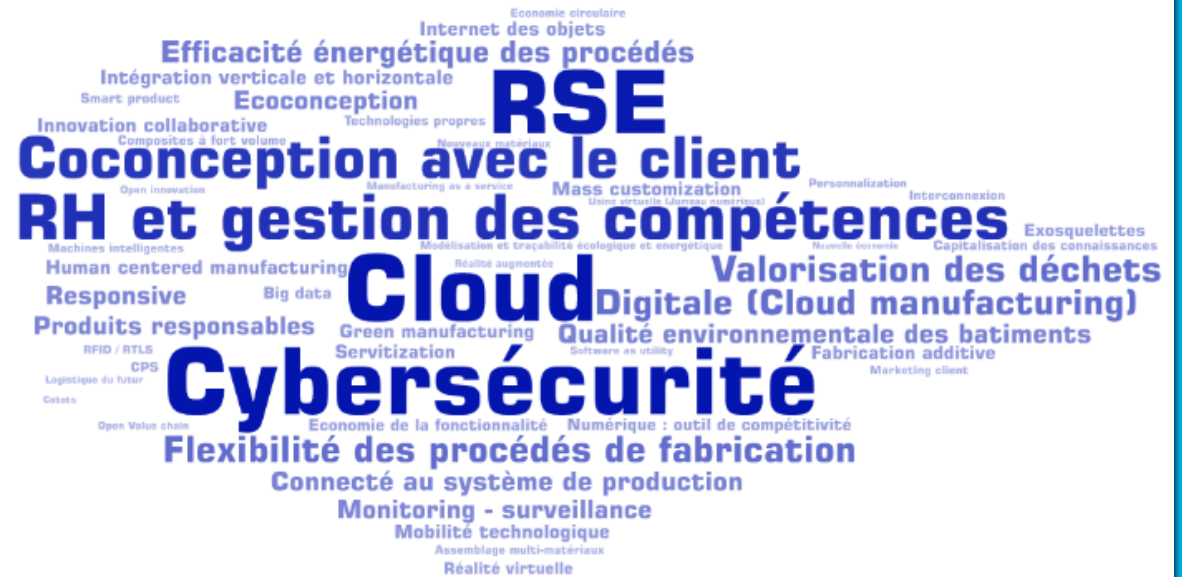 Economie circulaire
Internet des objets
Efficacité énergétique des procédés
Intégration verticale et horizontale
RSE
Smart product
Ecoconception
Innovation collaborative
Technologies propres
Composites à fort volume
Nouveaux matériaux
Coconception avec le client
Open innovation
Manufacturing as a service
Mass customization
Personnalization
Usine virtuelle (Jumeau numérique)
Interconnexion
RH et gestion des compétences
Exosquelettes
Machines intelligentes
Modélisation et traçabilité écologique et energétique
Nouvelle économie
Capitalisation des connaissances
Human centered manufacturing
Réalité augmentée
Valorisation des déchets
Responsive
Big data
Cloud
Digitale (Cloud manufacturing)
Produits responsables
Green manufacturing
Qualité environnementale des batiments
RFID / RTLS
Servitization
Software as utility
Fabrication additive
CPS
Marketing client
Logistique du futur
Cybersécurité
Cobots
Open Value chain
Economie de la fonctionnalité
Numérique : outil de compétitivité
Flexibilité des procédés de fabrication
Connecté au système de production
Monitoring - surveillance
Mobilité technologique
Assemblage multi-matériaux
Réalité virtuelle